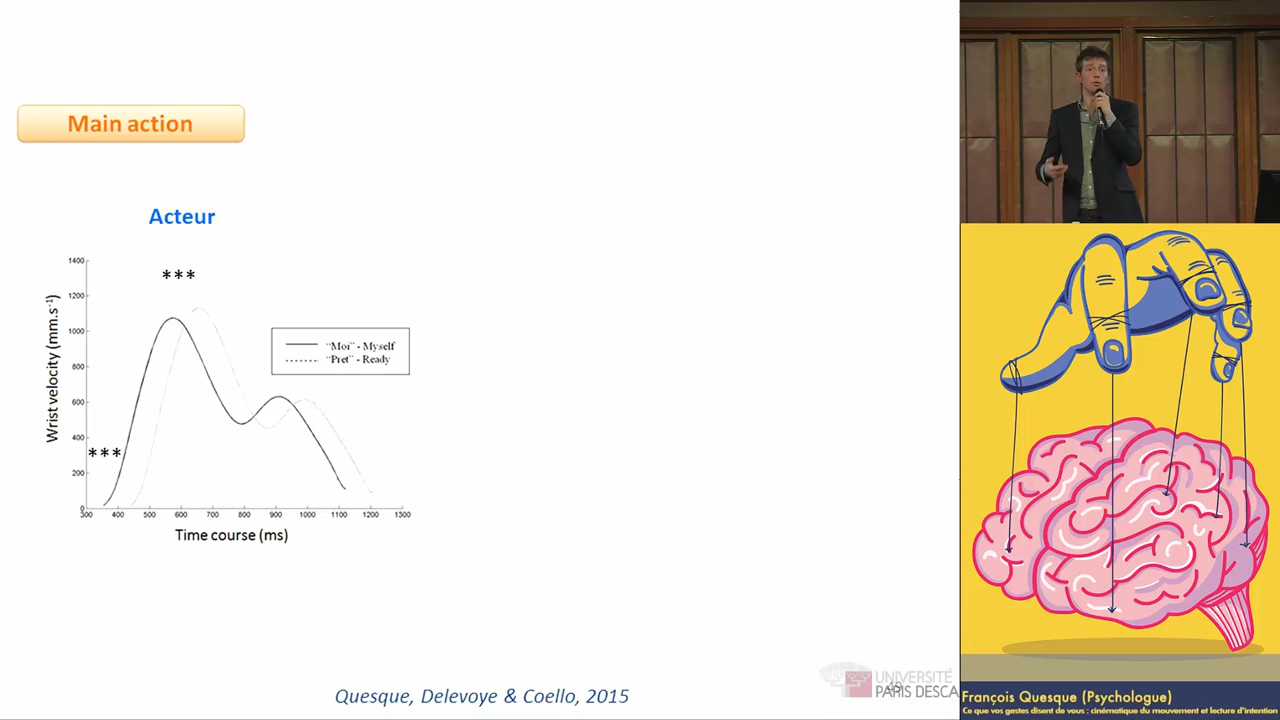 Main action
Acteur
***
***
1400
1200
1000
800
600
400
200
0
300 400 500 600 700 800 900 1000 1100 1200 1300
Wrist velocity (mm.s-1)
Time course (ms)
"Moi" - Myself
"Pret" - Ready
Quesque, Delevoye & Coello, 2015
UNIVERSITÉ
PARIS DESCA
François Quesque (Psychologue)
Ce que vos gestes disent de vous : cinématique du mouvement et lecture d'intention